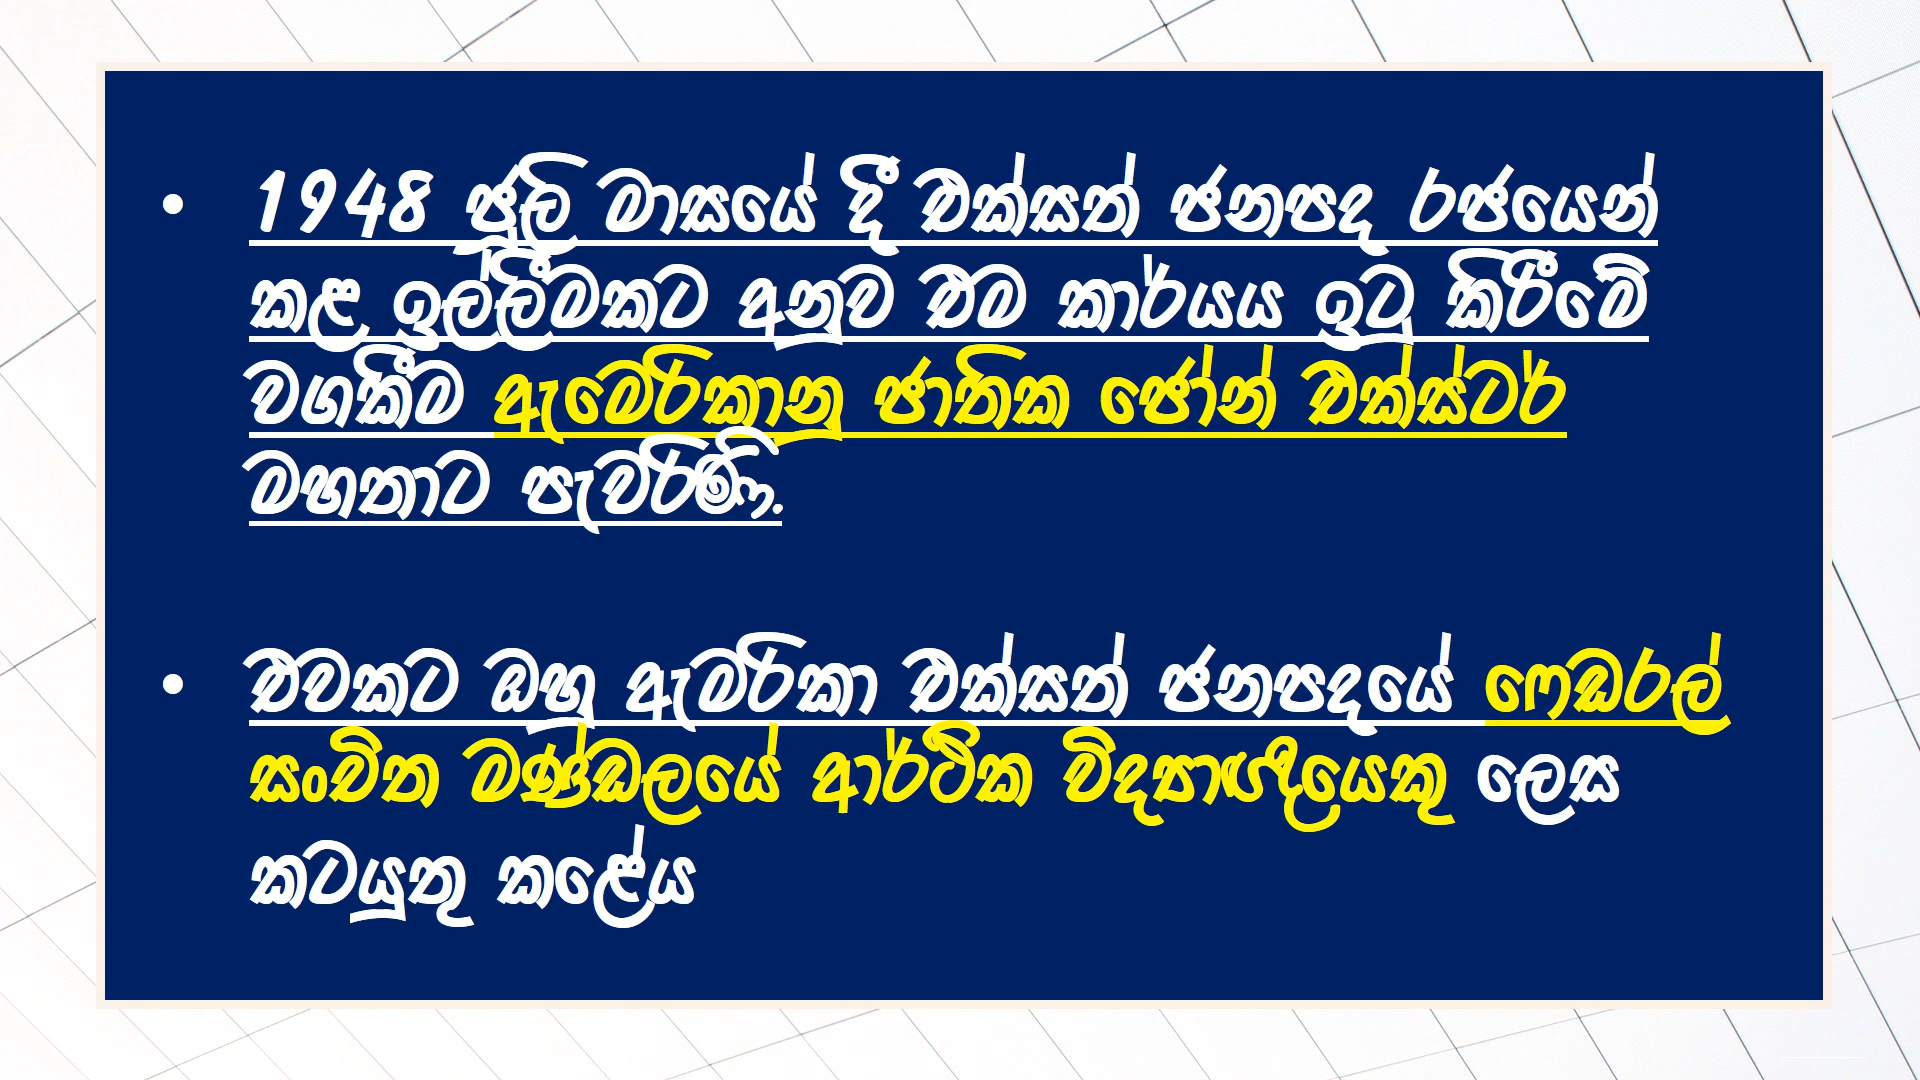 • 1948 ජූලි මාසයේ දී එක්සත් ජනපද රජයෙන්
කළ ඉල්ලීමකට අනුව එම කාර්යය ඉටු කිරීමේ
වගකීම ඇමෙරිකානු ජාතික ජෝන් එක්ස්ටර්
මහතාට පැවරිණි.
• එවකට ඔහු ඇමරිකා එක්සත් ජනපදයේ ෆෙඩරල්
සංචිත මණ්ඩලයේ ආර්ථික විද්‍යාඥයෙකු ලෙස
කටයුතු කළේය